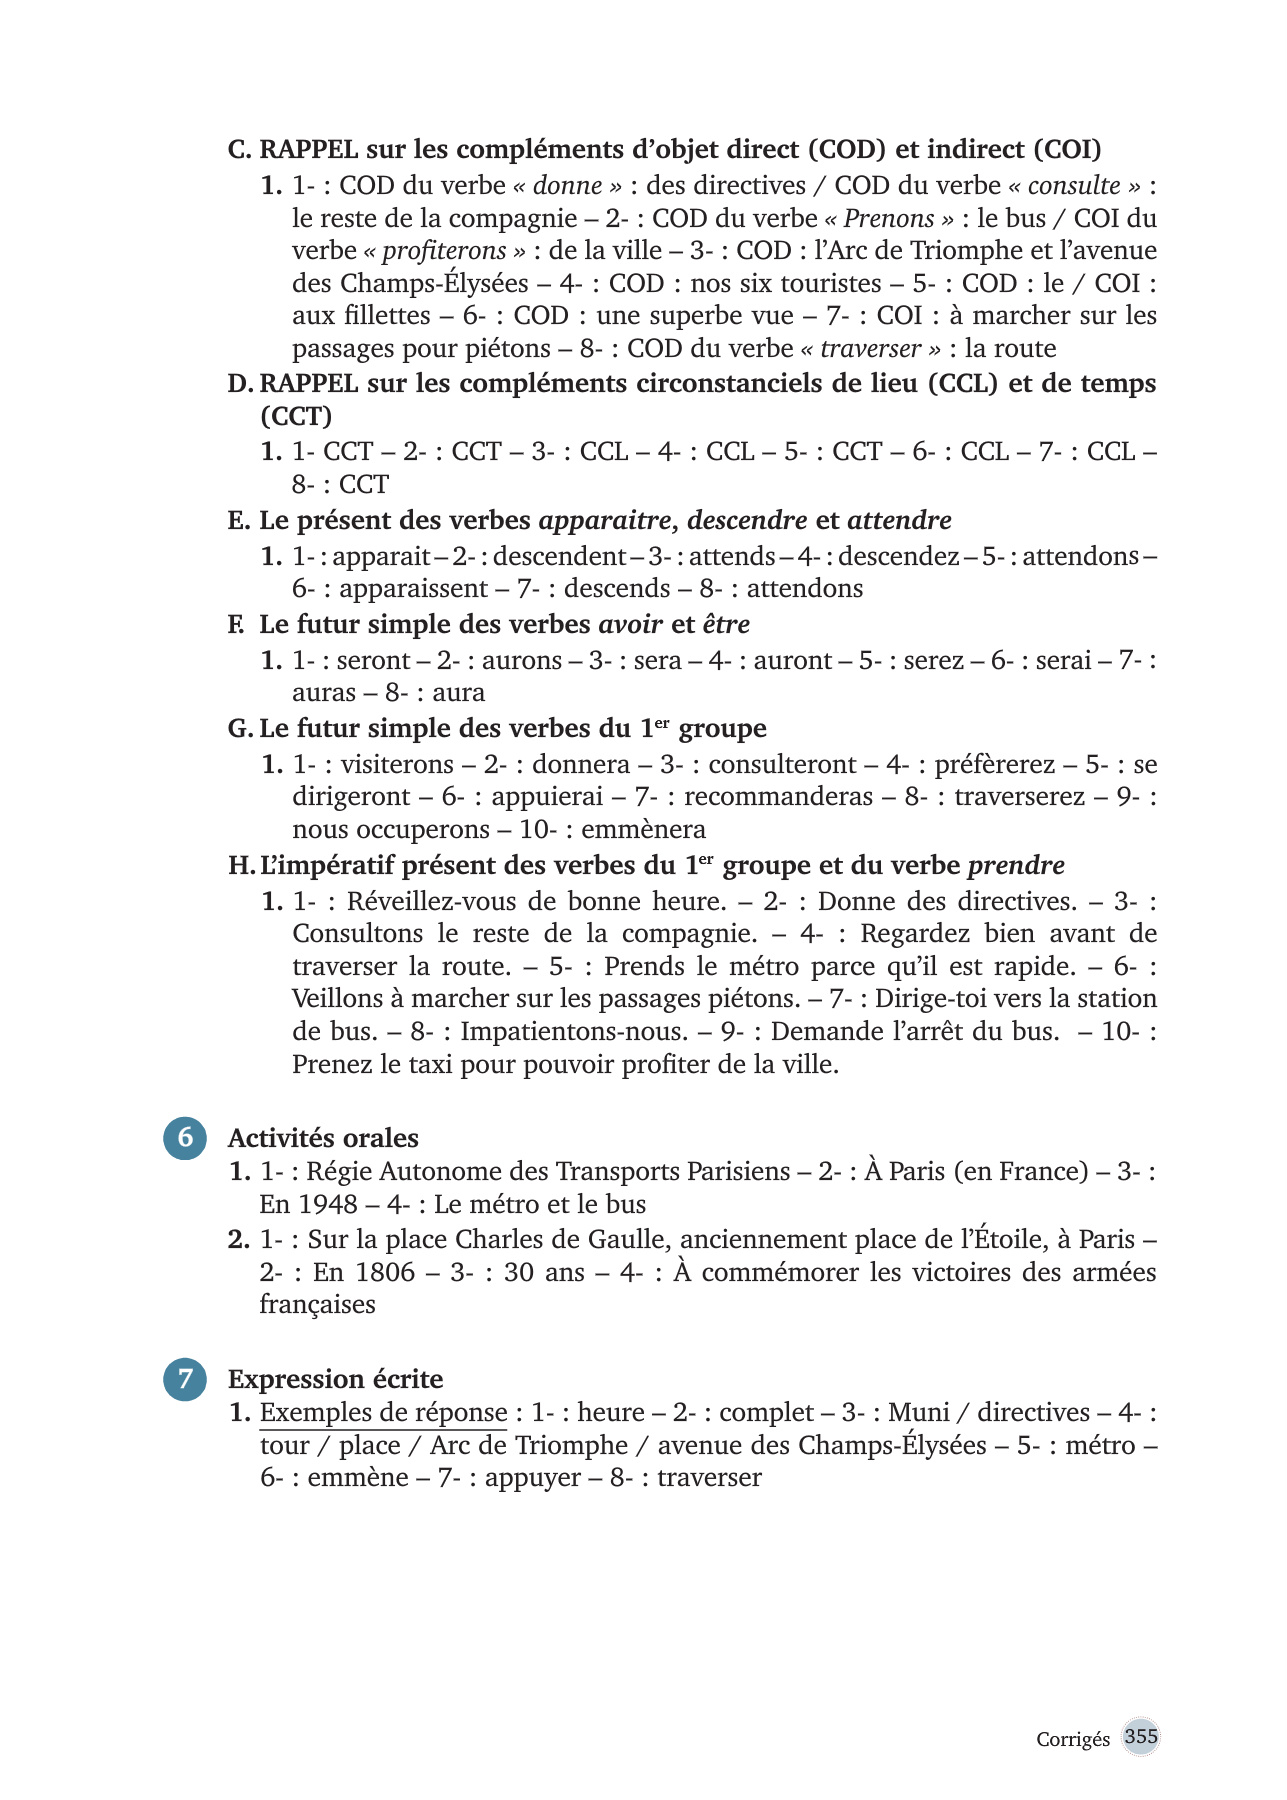 C. RAPPEL sur les compléments d’objet direct (COD) et indirect (COI)
1. 1- : COD du verbe « donne » : des directives / COD du verbe « consulte » :
le reste de la compagnie – 2- : COD du verbe « Prenons » : le bus / COI du
verbe « profiterons » : de la ville – 3- : COD : l’Arc de Triomphe et l’avenue
des Champs-Élysées – 4- : COD : nos six touristes – 5- : COD : le / COI :
aux fillettes – 6- : COD : une superbe vue – 7- : COI : à marcher sur les
passages pour piétons – 8- : COD du verbe « traverser » : la route
D. RAPPEL sur les compléments circonstanciels de lieu (CCL) et de temps
(CCT)
1. 1- CCT – 2- : CCT – 3- : CCL – 4- : CCL – 5- : CCT – 6- : CCL – 7- : CCL –
8- : CCT
E. Le présent des verbes apparaitre, descendre et attendre
1. 1- : apparait – 2- : descendent – 3- : attends – 4- : descendez – 5- : attendons –
6- : apparaissent – 7- : descends – 8- : attendons
F. Le futur simple des verbes avoir et être
1. 1- : seront – 2- : aurons – 3- : sera – 4- : auront – 5- : serez – 6- : serai – 7- :
auras – 8- : aura
G. Le futur simple des verbes du 1er groupe
1. 1- : visiterons – 2- : donnera – 3- : consulteront – 4- : préfèrerez – 5- : se
dirigeront – 6- : appuierai – 7- : recommanderas – 8- : traverserez – 9- :
nous occuperons – 10- : emmènera
H. L’impératif présent des verbes du 1er groupe et du verbe prendre
1. 1- : Réveillez-vous de bonne heure. – 2- : Donne des directives. – 3- :
Consultons le reste de la compagnie. – 4- : Regardez bien avant de
traverser la route. – 5- : Prends le métro parce qu’il est rapide. – 6- :
Veillons à marcher sur les passages piétons. – 7- : Dirige-toi vers la station
de bus. – 8- : Impatientons-nous. – 9- : Demande l’arrêt du bus. – 10- :
Prenez le taxi pour pouvoir profiter de la ville.
6 Activités orales
1. 1- : Régie Autonome des Transports Parisiens – 2- : À Paris (en France) – 3- :
En 1948 – 4- : Le métro et le bus
2. 1- : Sur la place Charles de Gaulle, anciennement place de l’Étoile, à Paris –
2- : En 1806 – 3- : 30 ans – 4- : À commémorer les victoires des armées
françaises
7 Expression écrite
1. Exemples de réponse : 1- : heure – 2- : complet – 3- : Muni / directives – 4- :
tour / place / Arc de Triomphe / avenue des Champs-Élysées – 5- : métro –
6- : emmène – 7- : appuyer – 8- : traverser
Corrigés 355